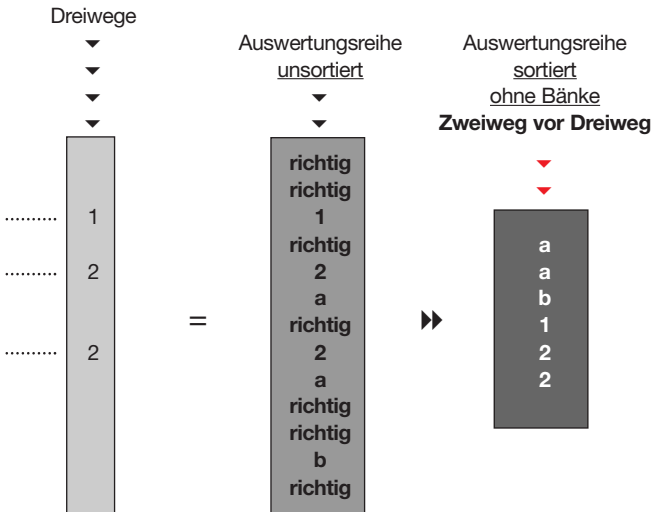 Dreiwege
Auswertungsreihe
unsortiert
Auswertungsreihe
sortiert
ohne Bänke
Zweiweg vor Dreiweg
.......... 1
.......... 2
.......... 2
=
richtig
richtig
1
richtig
2
a
richtig
2
a
richtig
richtig
b
richtig
a
a
b
1
2
2